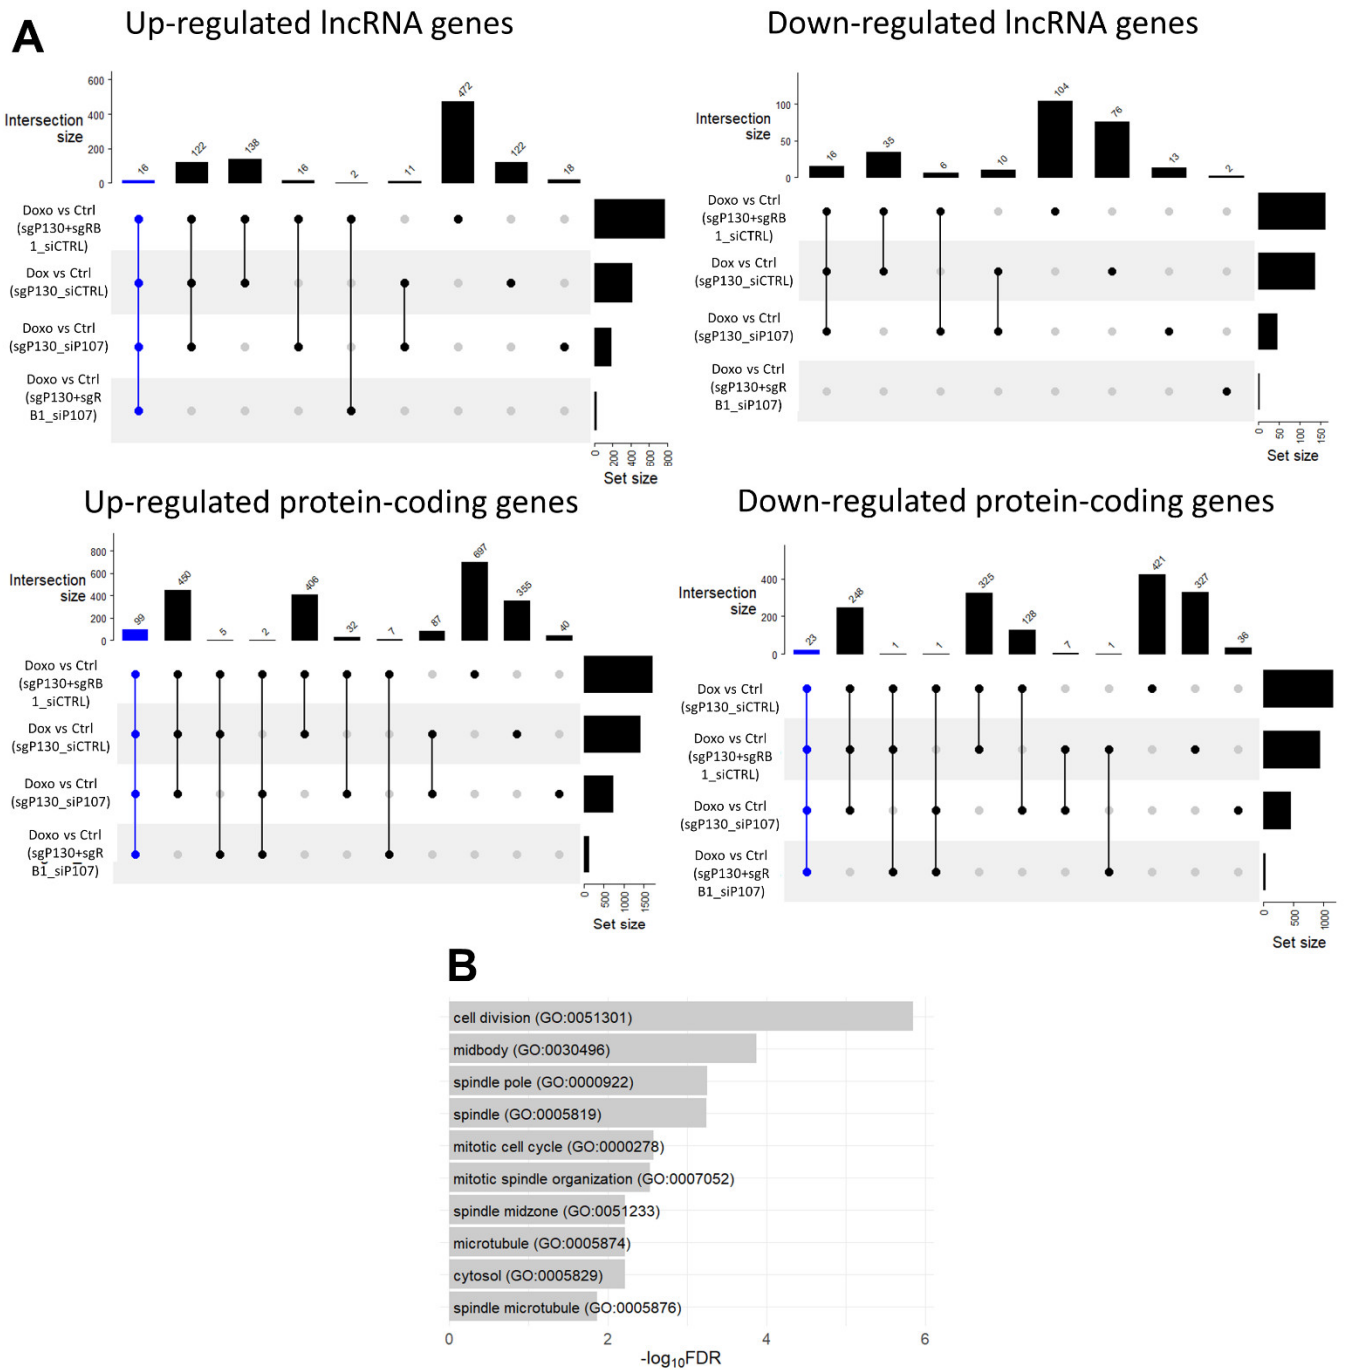 A
Up-regulated lncRNA genes
600
400
200
0
Intersection
size
16
122
138
16
2
11
472
122
18
Doxo vs Ctrl
(sgP130+sgRB
1_siCTRL)
Dox vs Ctrl
(sgP130_siCTRL)
Doxo vs Ctrl
(sgP130_siP107)
Doxo vs Ctrl
(sgP130+sgR
B1_siP107)
0
200
400
600
800
Set size
Down-regulated lncRNA genes
100
50
0
Intersection
size
16
35
6
10
104
76
13
2
Doxo vs Ctrl
(sgP130+sgRB
1_siCTRL)
Dox vs Ctrl
(sgP130_siCTRL)
Doxo vs Ctrl
(sgP130_siP107)
Doxo vs Ctrl
(sgP130+sgR
B1_siP107)
0
50
100
150
Set size
Up-regulated protein-coding genes
800
600
400
200
0
Intersection
size
99
450
5
2
406
32
7
87
697
355
40
Doxo vs Ctrl
(sgP130+sgRB
1_siCTRL)
Dox vs Ctrl
(sgP130_siCTRL)
Doxo vs Ctrl
(sgP130_siP107)
Doxo vs Ctrl
(sgP130+sgR
B1_siP107)
0
500
1000
1500
Set size
Down-regulated protein-coding genes
400
200
0
Intersection
size
23
248
1
1
325
128
7
1
421
327
36
Dox vs Ctrl
(sgP130_siCTRL)
Doxo vs Ctrl
(sgP130+sgRB
1_siCTRL)
Doxo vs Ctrl
(sgP130_siP107)
Doxo vs Ctrl
(sgP130+sgR
B1_siP107)
0
500
1000
Set size
B
cell division (GO:0051301)
midbody (GO:0030496)
spindle pole (GO:0000922)
spindle (GO:0005819)
mitotic cell cycle (GO:0000278)
mitotic spindle organization (GO:0007052)
spindle midzone (GO:0051233)
microtubule (GO:0005874)
cytosol (GO:0005829)
spindle microtubule (GO:0005876)
0 2 4 6
-log₁₀FDR